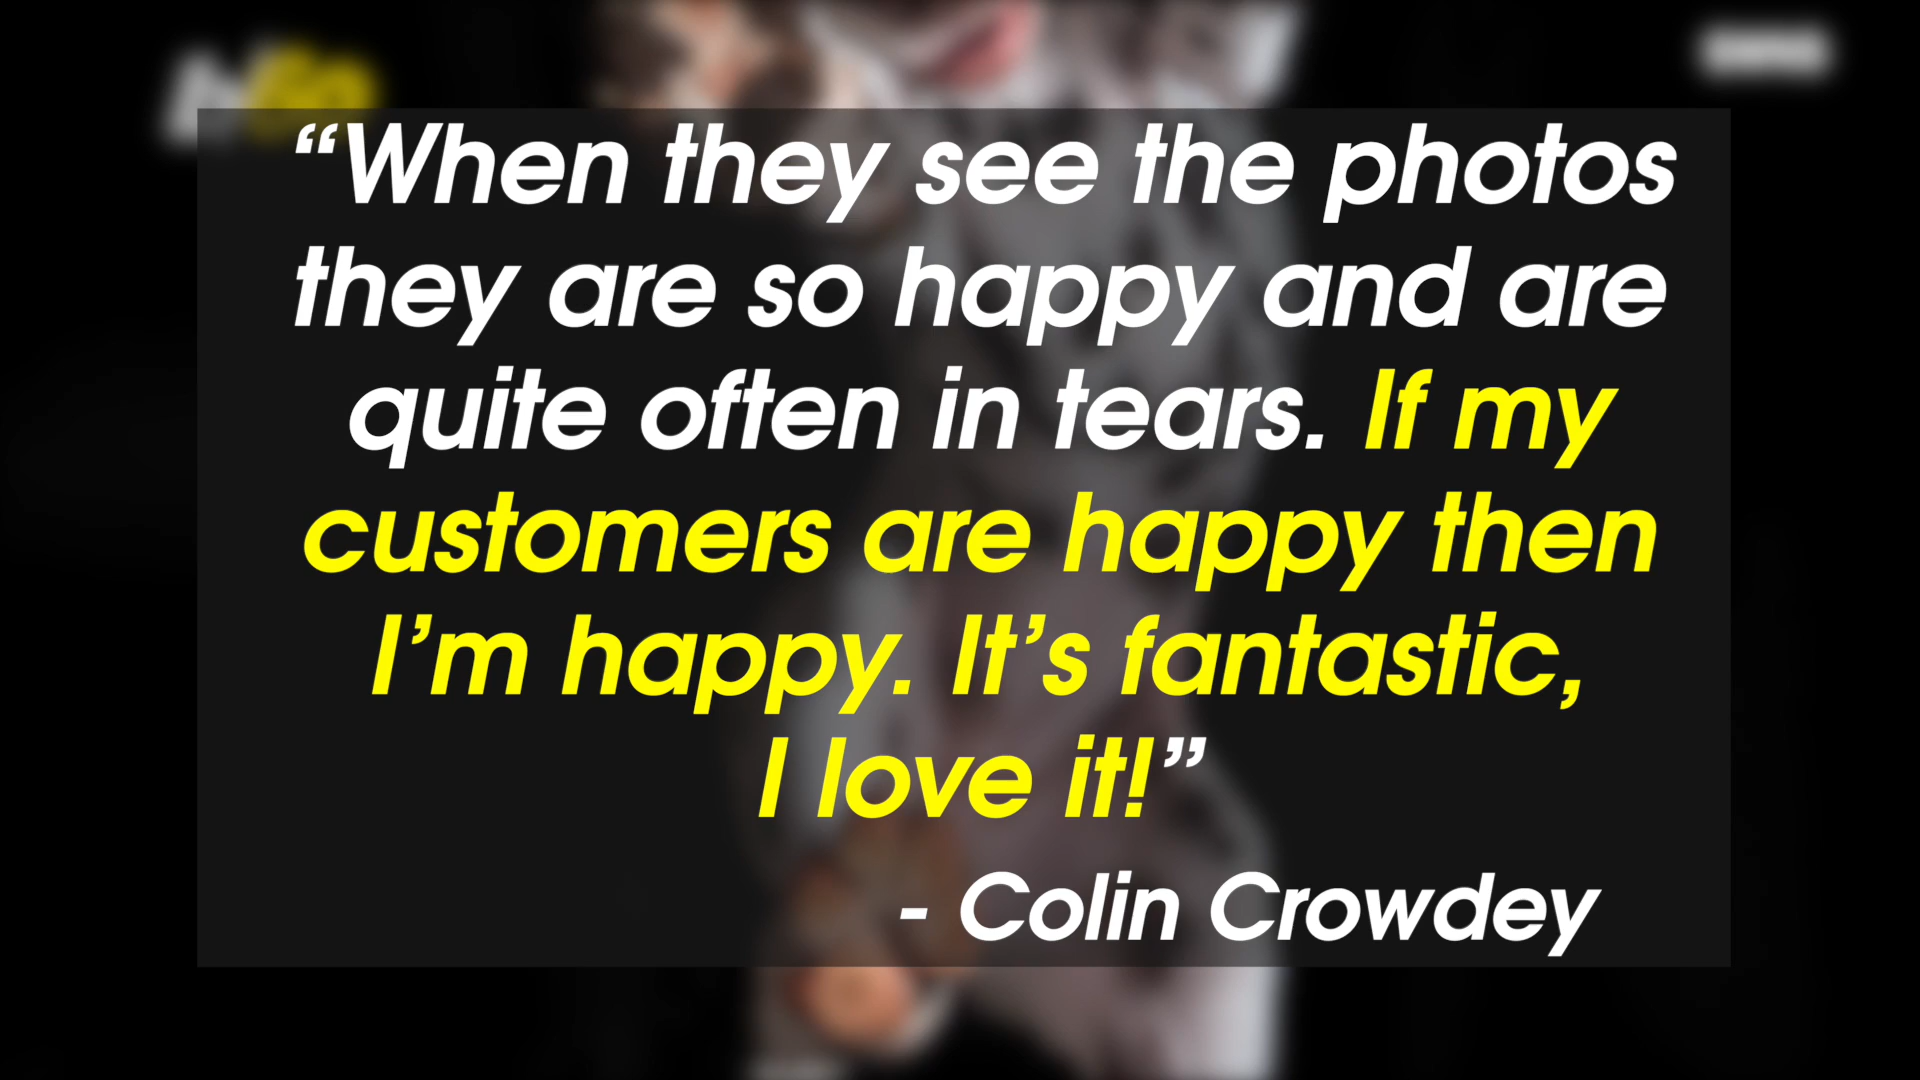 “When they see the photos
they are so happy and are
quite often in tears. If my
customers are happy then
I’m happy. It’s fantastic,
I love it!”
- Colin Crowdey